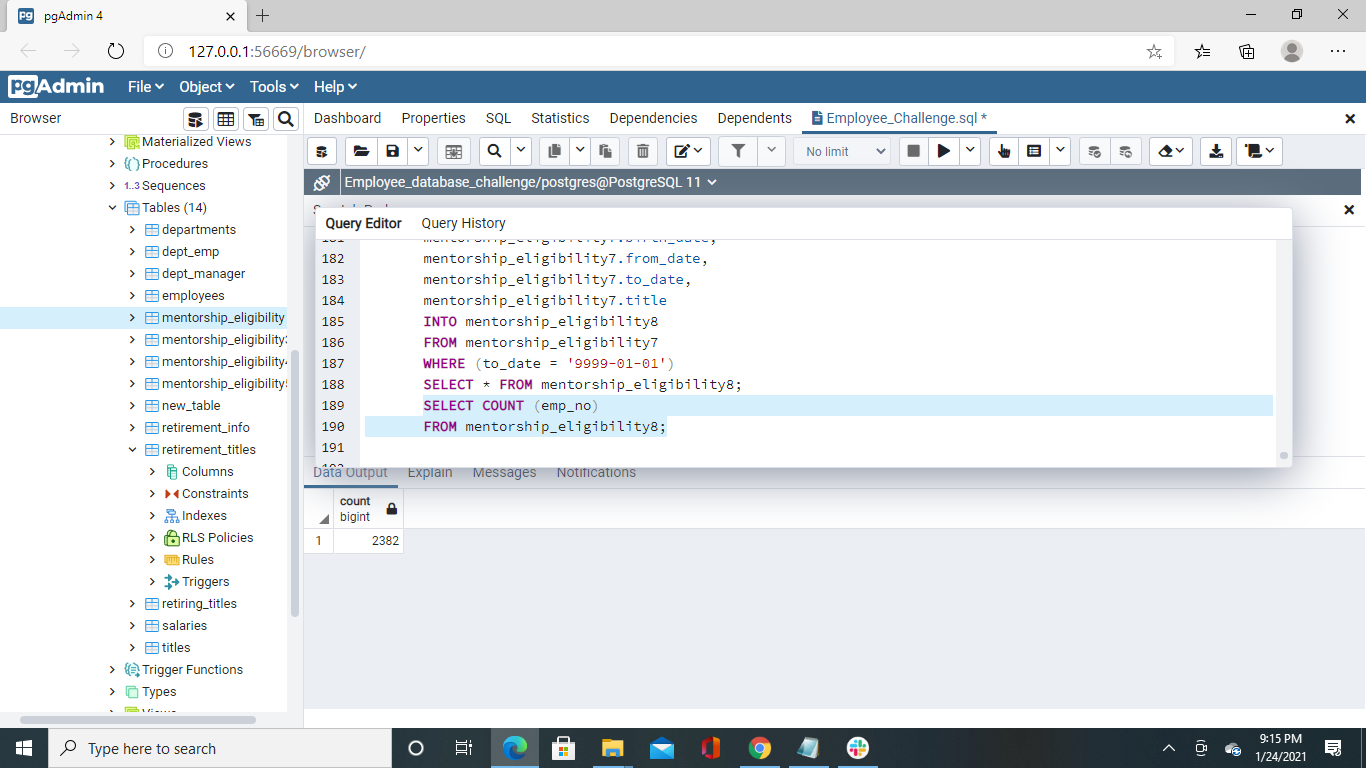 pgAdmin 4
127.0.0.1:56669/browser/
pgAdmin File Object Tools Help
Browser
Dashboard Properties SQL Statistics Dependencies Dependents Employee_Challenge.sql *
No limit
Employee_database_challenge/postgres@PostgreSQL 11
Materialized Views
Procedures
1..3 Sequences
Tables (14)
departments
dept_emp
dept_manager
employees
mentorship_eligibility
mentorship_eligibility
mentorship_eligibility
mentorship_eligibility
new_table
retirement_info
retirement_titles
Columns
Constraints
Indexes
RLS Policies
Rules
Triggers
retiring_titles
salaries
titles
Trigger Functions
Types
Views
Query Editor Query History
181 mentorship_eligibility7.birth_date,
182 mentorship_eligibility7.from_date,
183 mentorship_eligibility7.to_date,
184 mentorship_eligibility7.title
185 INTO mentorship_eligibility8
186 FROM mentorship_eligibility7
187 WHERE (to_date = '9999-01-01')
188 SELECT * FROM mentorship_eligibility8;
189 SELECT COUNT (emp_no)
190 FROM mentorship_eligibility8;
191
192
Data Output Explain Messages Notifications
count
bigint
1 2382
Type here to search
9:15 PM
1/24/2021